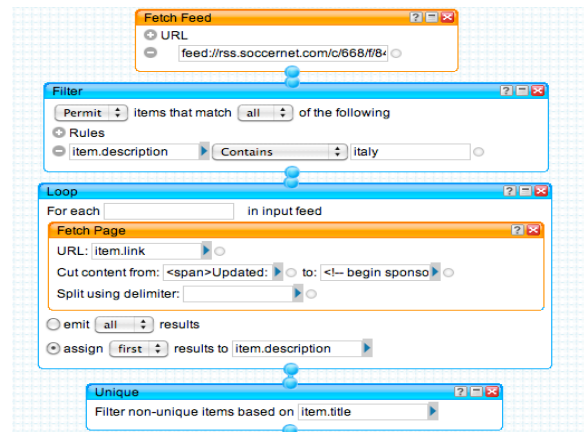 Fetch Feed
URL
feed://rss.soccernet.com/c/668/f/84
Filter
Permit items that match all of the following
Rules
item.description Contains italy
Loop
For each in input feed
Fetch Page
URL: item.link
Cut content from: <span>Updated: to: <!-- begin sponso
Split using delimiter:
emit all results
assign first results to item.description
Unique
Filter non-unique items based on item.title